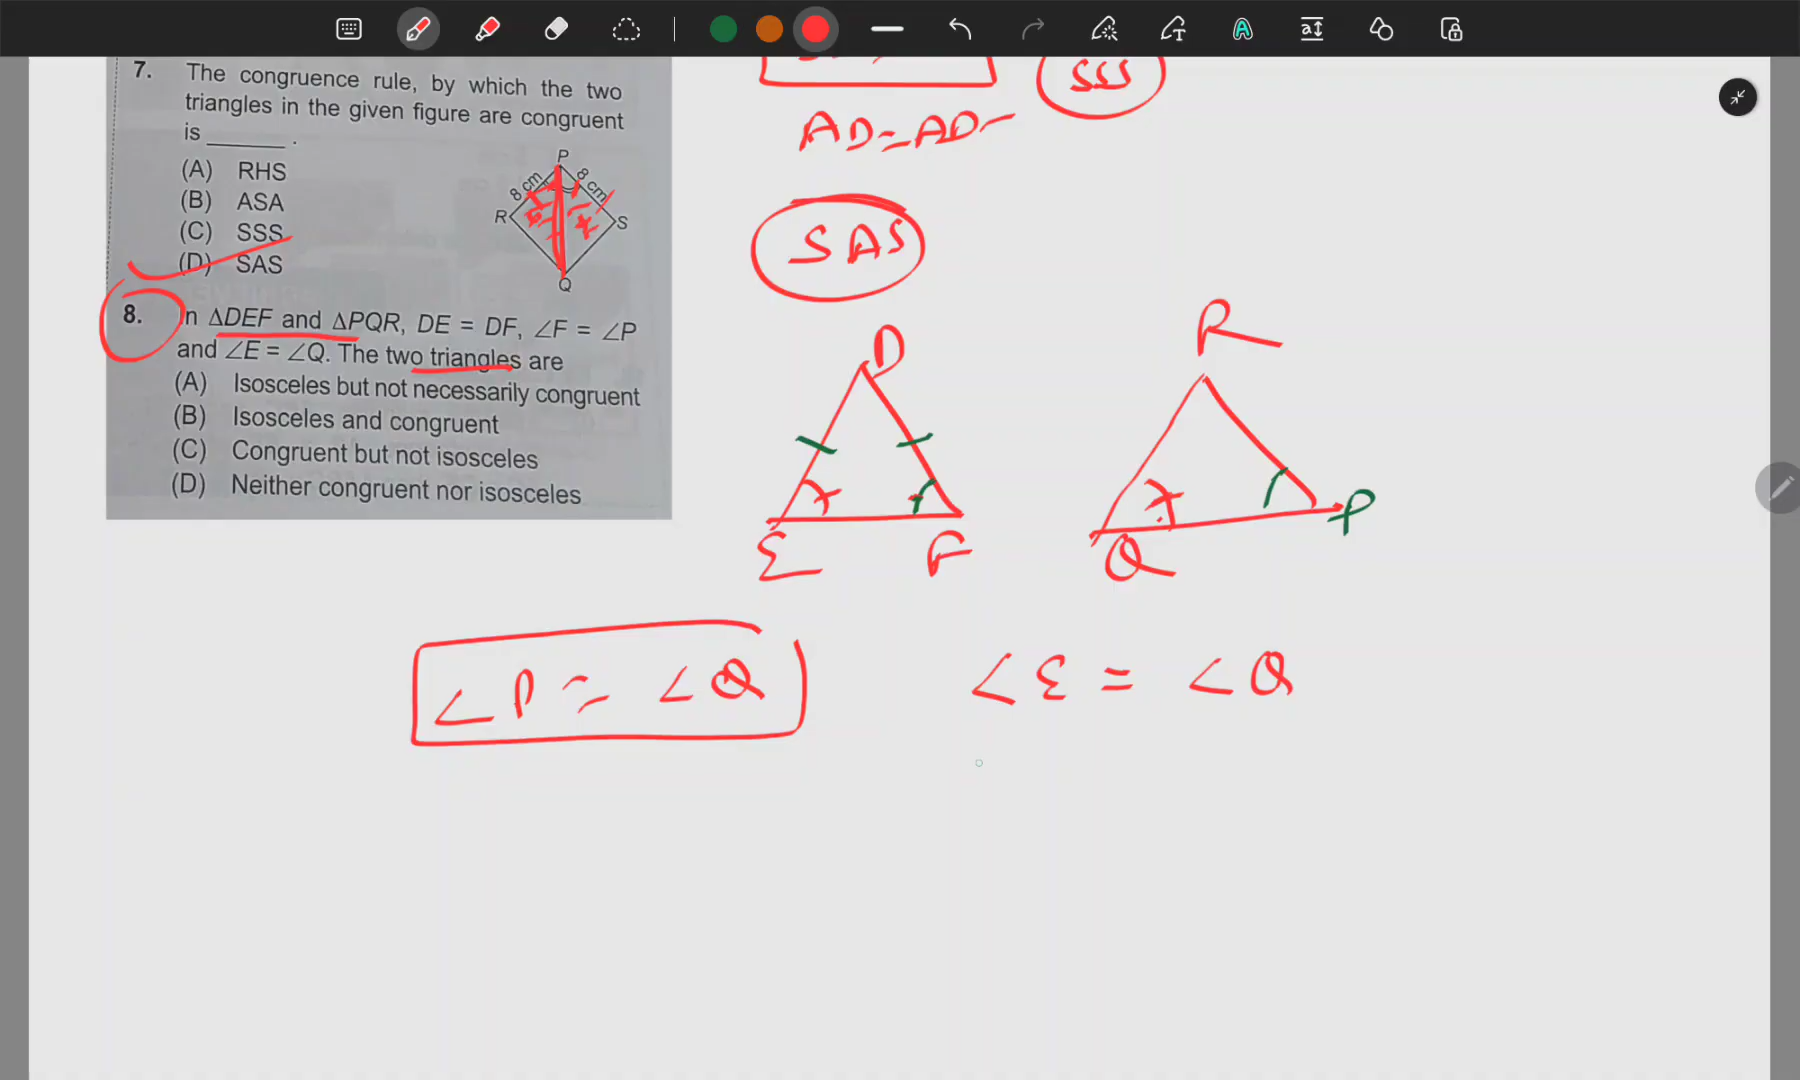 SSS
AD=AD
7. The congruence rule, by which the two
triangles in the given figure are congruent
is ______ .
(A) RHS
(B) ASA
(C) SSS
(D) SAS
P
8 cm 8 cm
R S
Q
SAS
8. In ΔDEF and ΔPQR, DE = DF, ∠F = ∠P
and ∠E = ∠Q. The two triangles are
(A) Isosceles but not necessarily congruent
(B) Isosceles and congruent
(C) Congruent but not isosceles
(D) Neither congruent nor isosceles
D
E F
R
Q P
∠P = ∠Q
∠E = ∠Q